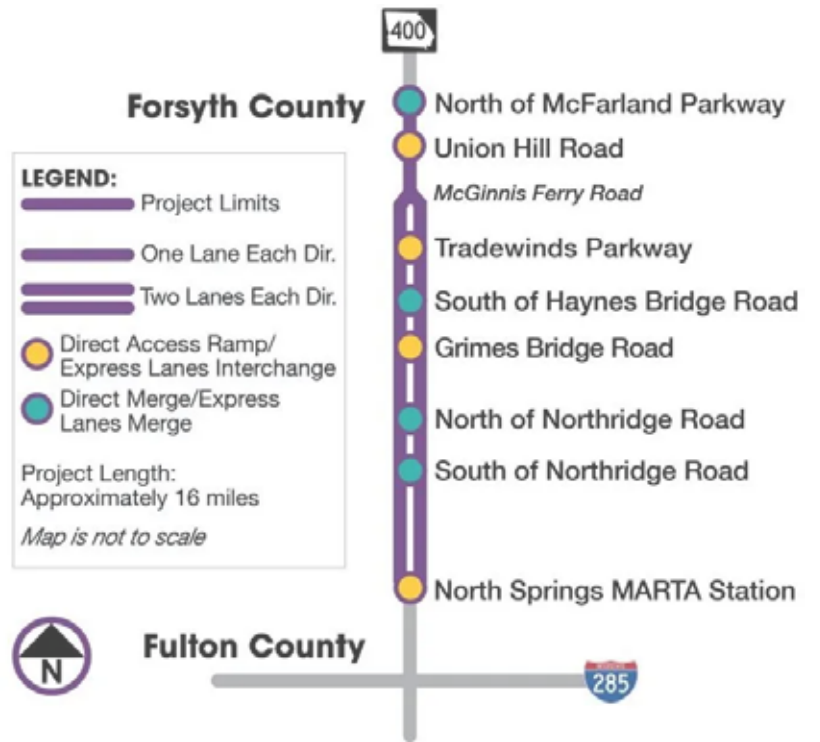 400
Forsyth County
North of McFarland Parkway
Union Hill Road
McGinnis Ferry Road
Tradewinds Parkway
South of Haynes Bridge Road
Grimes Bridge Road
North of Northridge Road
South of Northridge Road
North Springs MARTA Station
LEGEND:
Project Limits
One Lane Each Dir.
Two Lanes Each Dir.
Direct Access Ramp/
Express Lanes Interchange
Direct Merge/Express
Lanes Merge
Project Length:
Approximately 16 miles
Map is not to scale
N
Fulton County
285